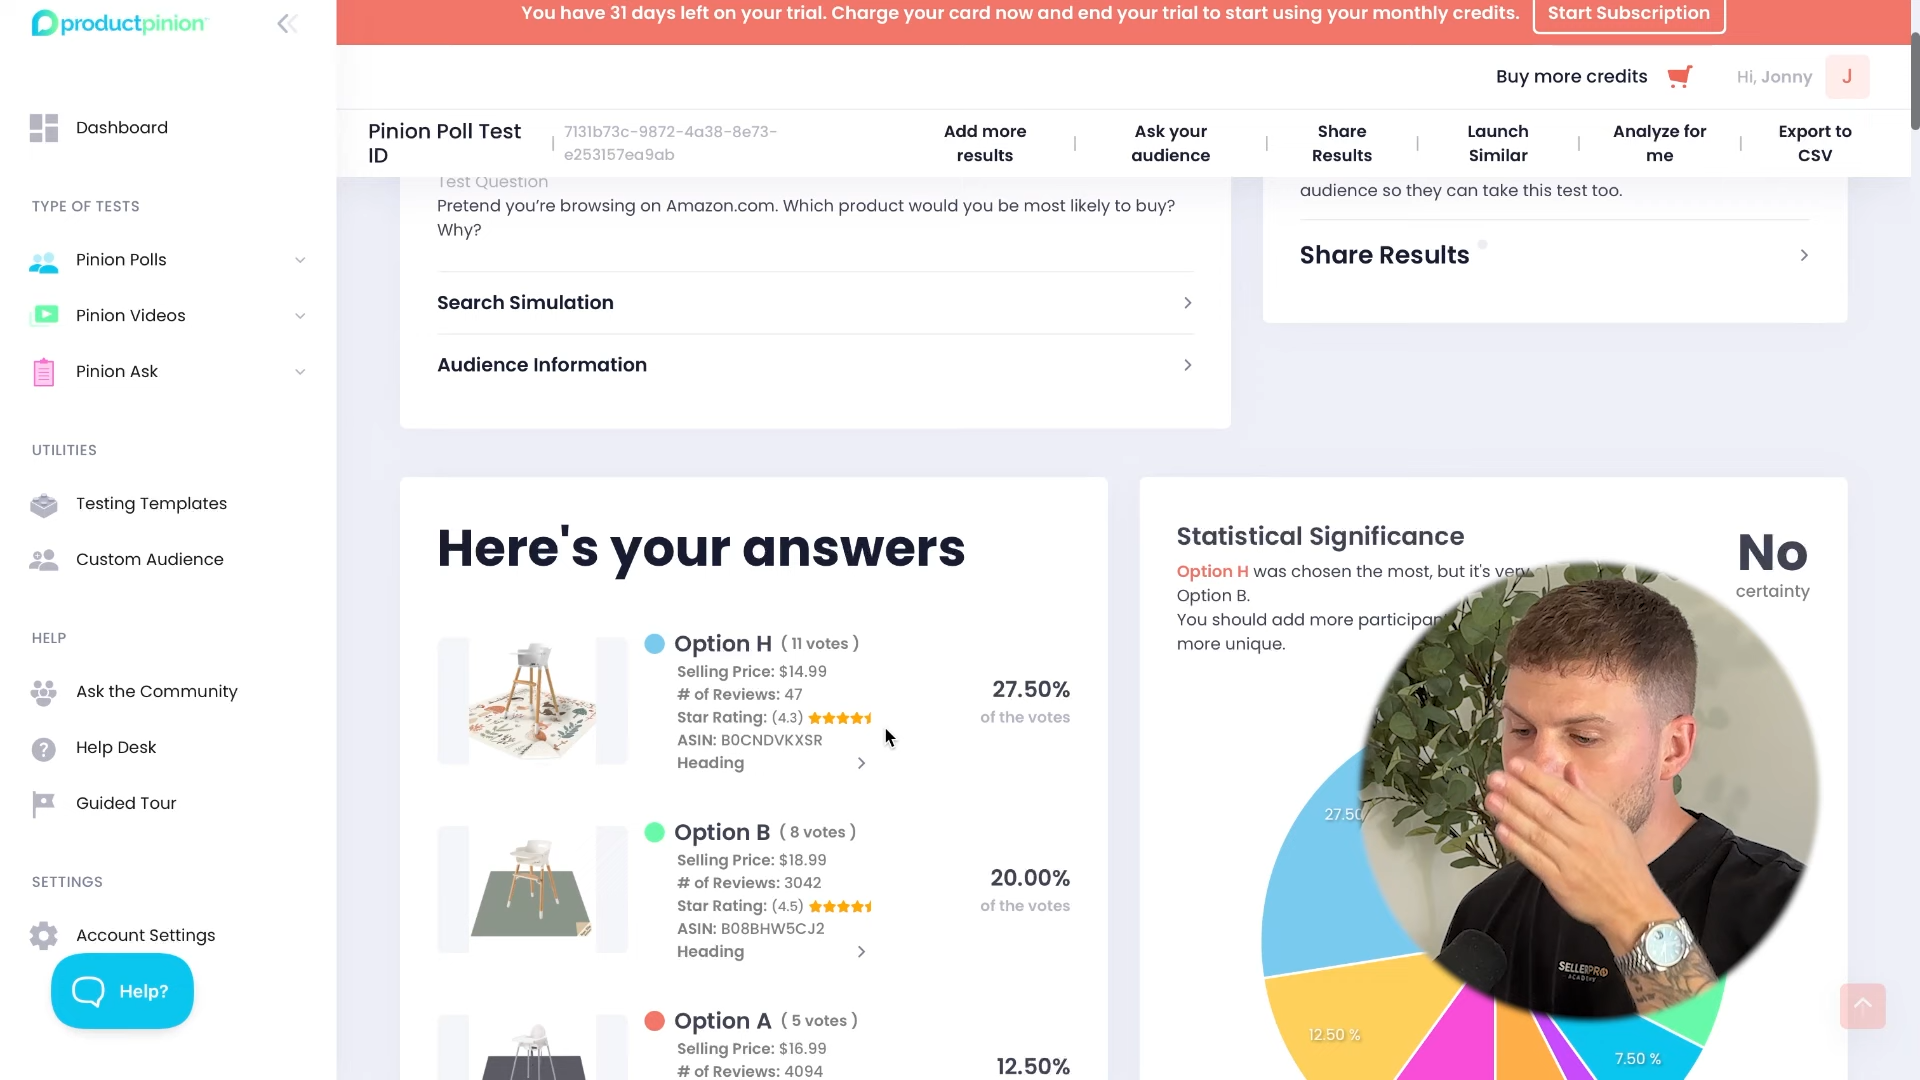 productpinion
You have 31 days left on your trial. Charge your card now and end your trial to start using your monthly credits.
Start Subscription
Buy more credits
Hi, Jonny
J
Pinion Poll Test
ID
7131b73c-9872-4a38-8e73-
e253157ea9ab
Add more
results
Ask your
audience
Share
Results
Launch
Similar
Analyze for
me
Export to
CSV
Dashboard
TYPE OF TESTS
Pinion Polls
Pinion Videos
Pinion Ask
UTILITIES
Testing Templates
Custom Audience
HELP
Ask the Community
Help Desk
Guided Tour
SETTINGS
Account Settings
Help?
Test Question
Pretend you’re browsing on Amazon.com. Which product would you be most likely to buy?
Why?
Search Simulation
Audience Information
audience so they can take this test too.
Share Results
Here's your answers
Option H ( 11 votes )
Selling Price: $14.99
# of Reviews: 47
Star Rating: (4.3)
ASIN: B0CNDVKXSR
Heading
27.50%
of the votes
Option B ( 8 votes )
Selling Price: $18.99
# of Reviews: 3042
Star Rating: (4.5)
ASIN: B08BHW5CJ2
Heading
20.00%
of the votes
Option A ( 5 votes )
Selling Price: $16.99
# of Reviews: 4094
12.50%
Statistical Significance
Option H was chosen the most, but it's very
Option B.
You should add more
more unique.
No
certainty
27.50
12.50 %
7.50 %
SELLERPRO
ACADEMY